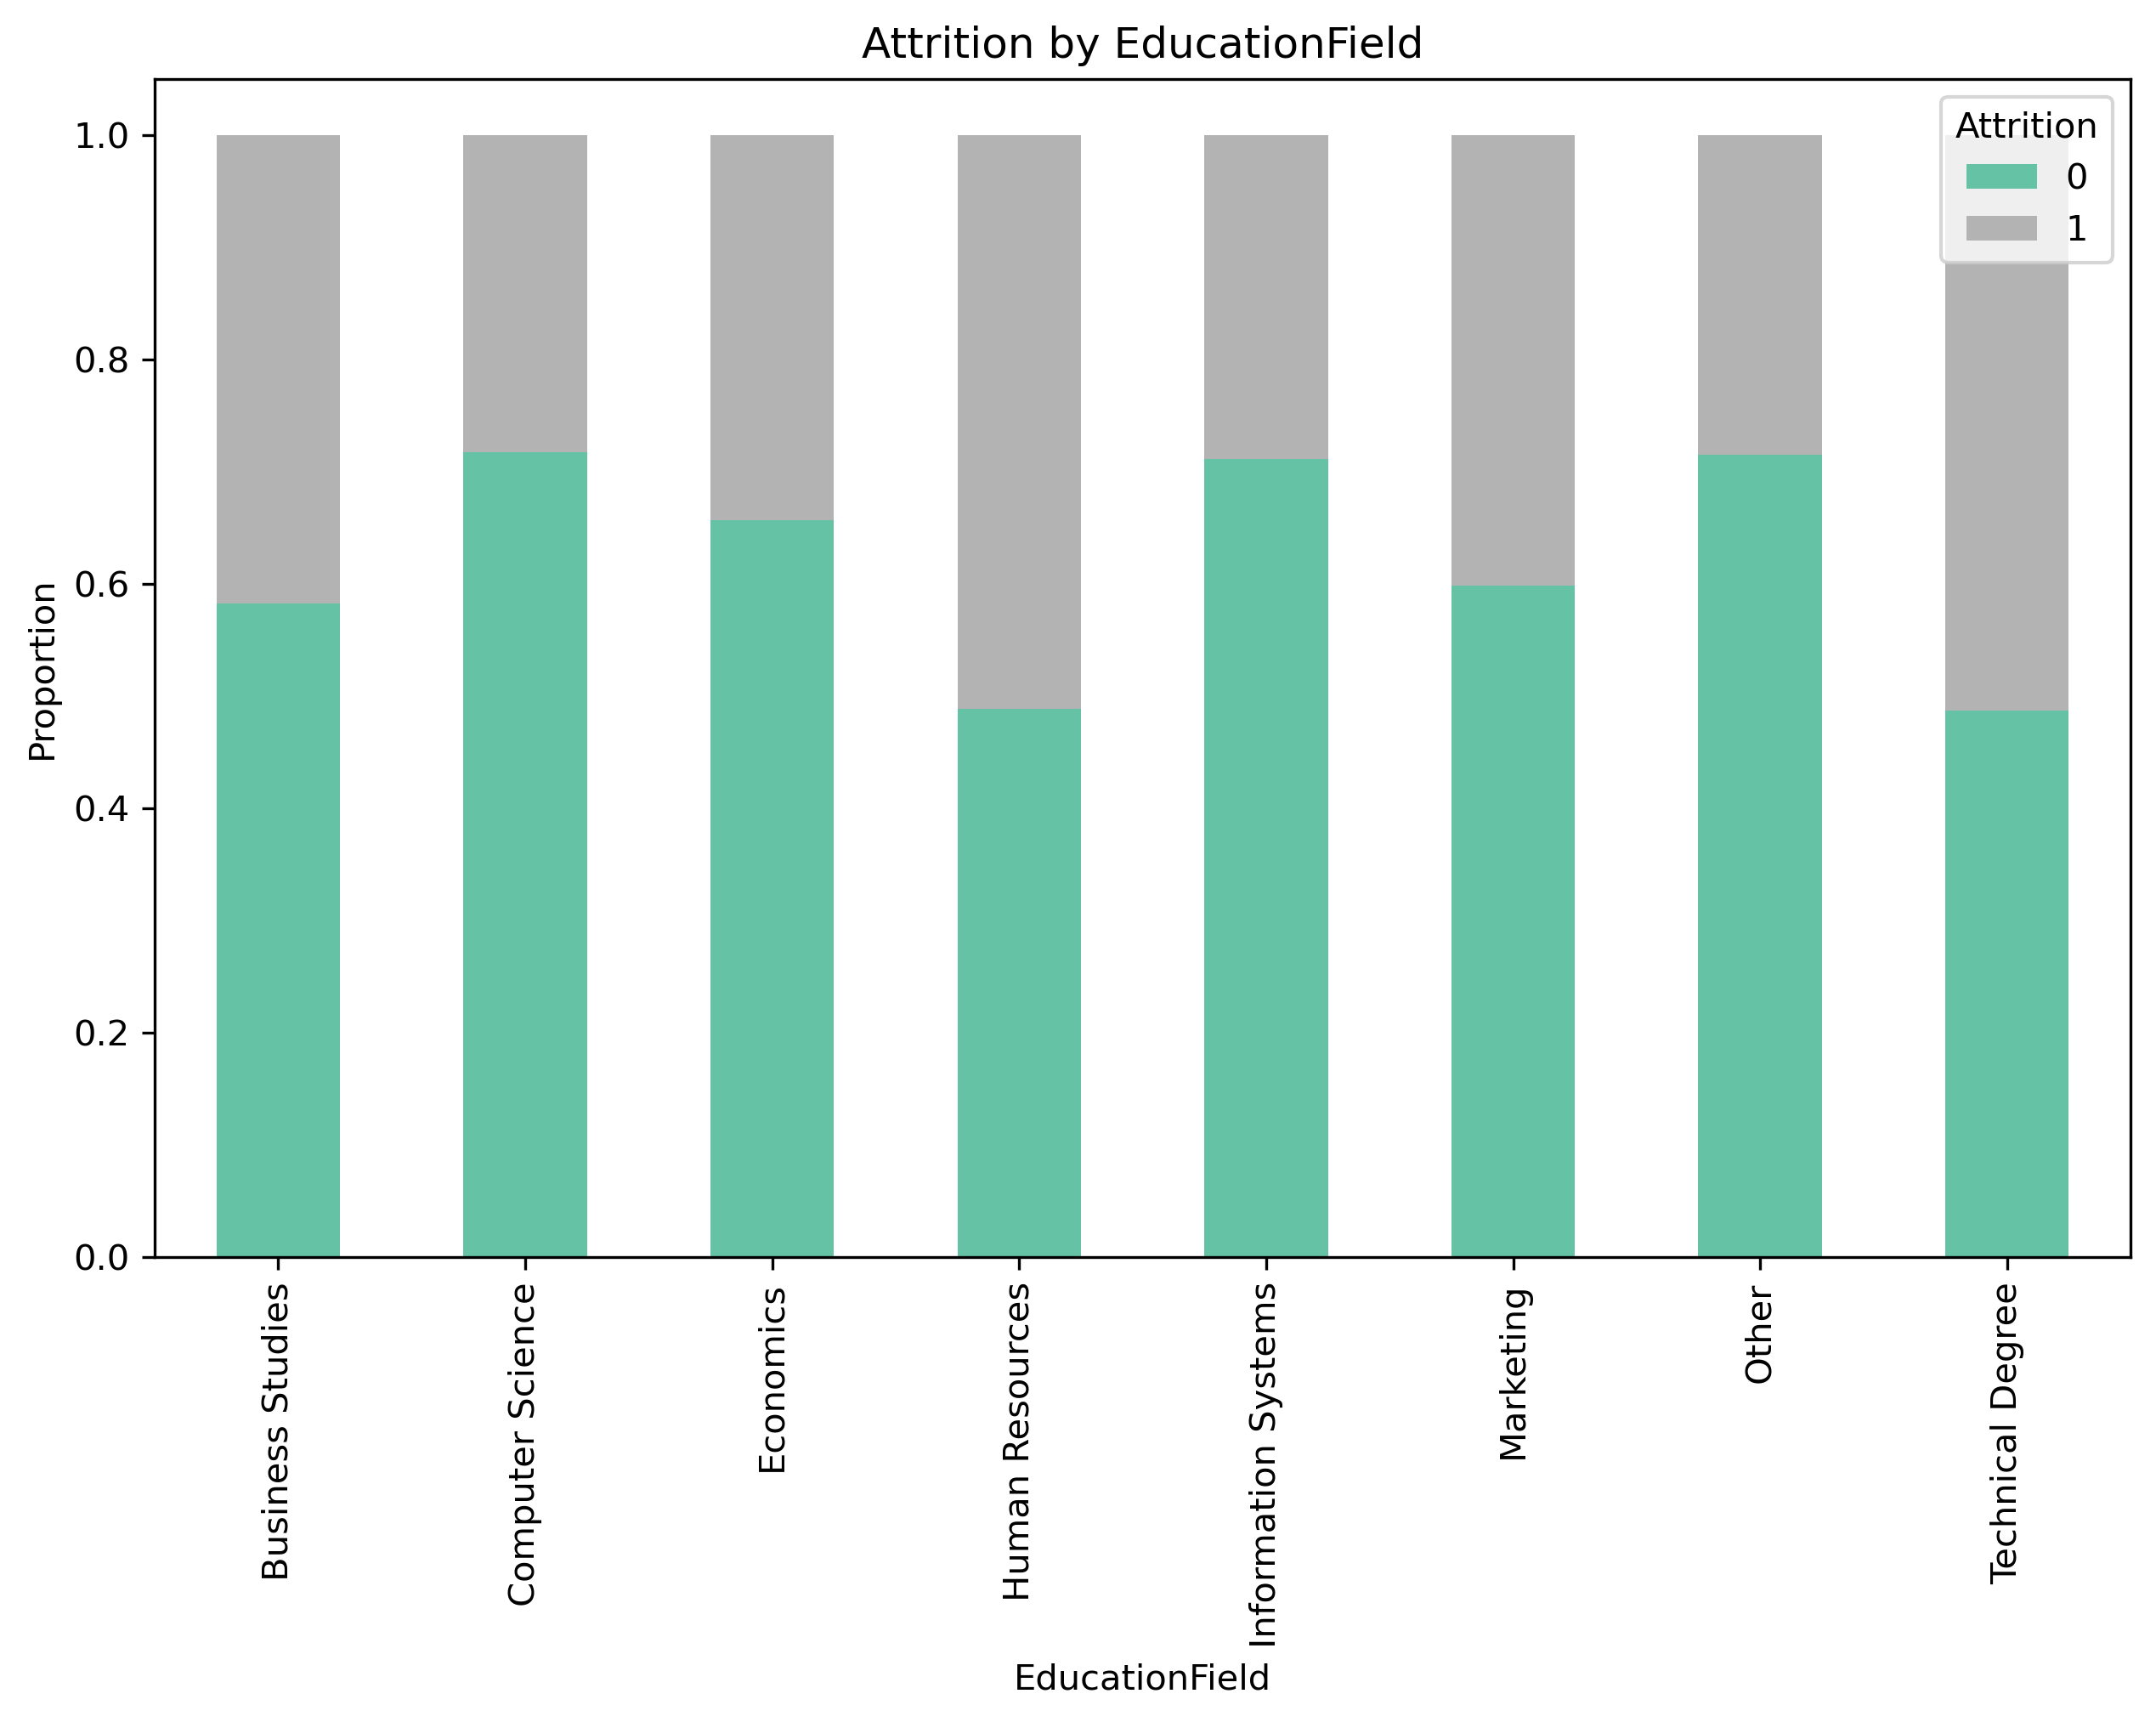 Attrition by EducationField
Attrition
0
1
1.0
0.8
0.6
0.4
0.2
0.0
Proportion
Business Studies
Computer Science
Economics
Human Resources
Information Systems
Marketing
Other
Technical Degree
EducationField